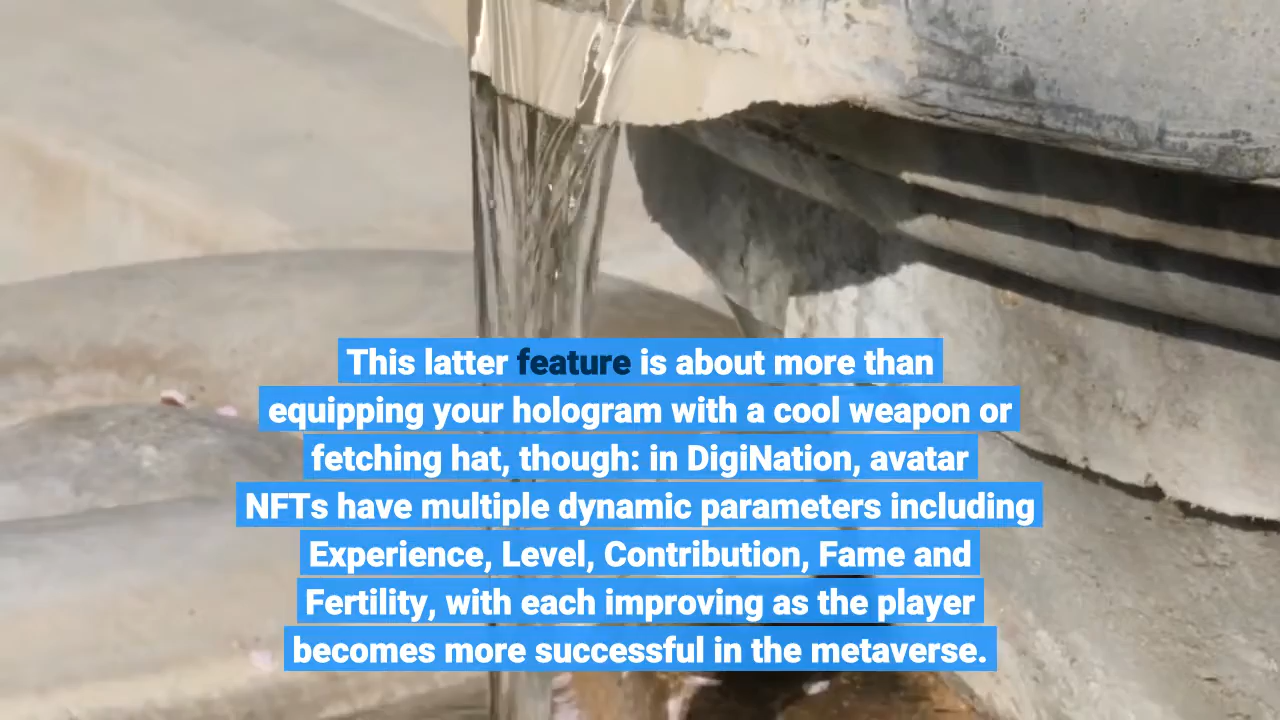 This latter feature is about more than
equipping your hologram with a cool weapon or
fetching hat, though: in DigiNation, avatar
NFTs have multiple dynamic parameters including
Experience, Level, Contribution, Fame and
Fertility, with each improving as the player
becomes more successful in the metaverse.